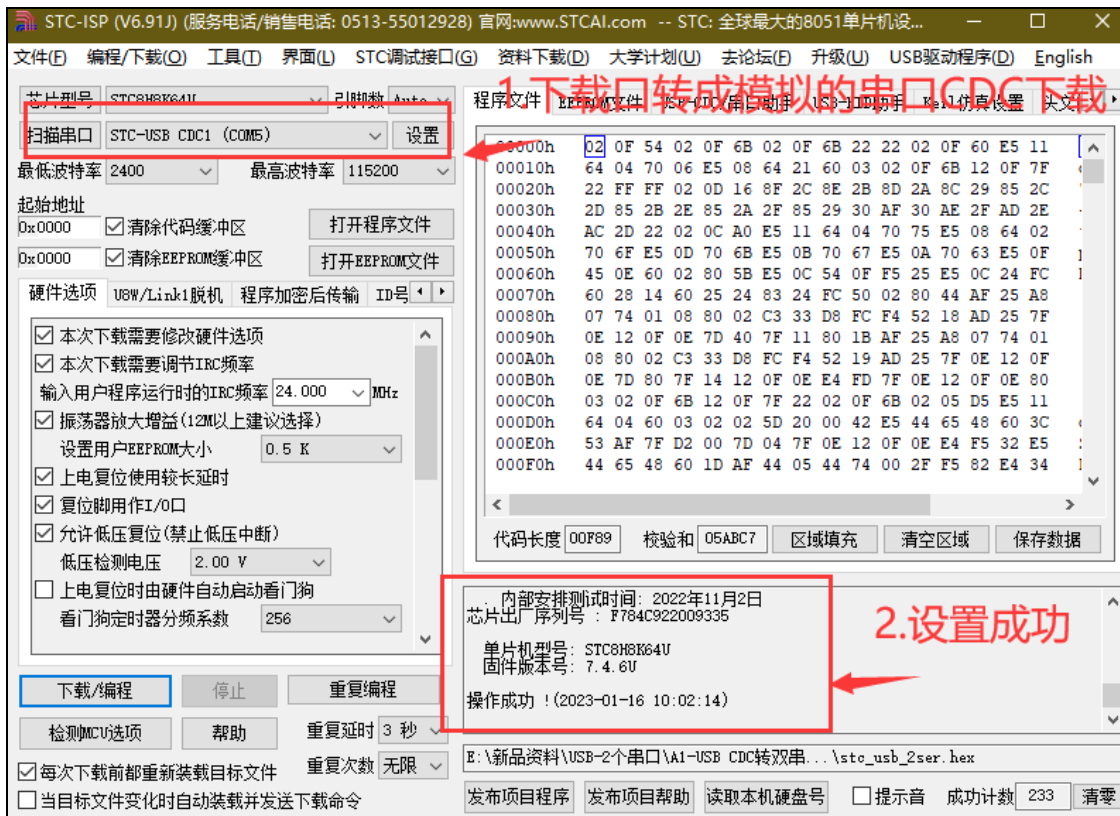 STC-ISP (V6.91J) (服务电话/销售电话: 0513-55012928) 官网:www.STCAI.com -- STC: 全球最大的8051单片机设...
文件(F) 编程/下载(O) 工具(T) 界面(L) STC调试接口(G) 资料下载(D) 大学计划(U) 去论坛(F) 升级(U) USB驱动程序(D) English
1.下载口转成模拟的串口CDC下载
芯片型号 STC8H8K64U 引脚数 Auto
程序文件 EEPROM文件 USB-CDC/串口助手 USB-HID助手 Keil仿真设置 头文
扫描串口 STC-USB CDC1 (COM5) 设置
最低波特率 2400 最高波特率 115200
起始地址
0x0000 清除代码缓冲区 打开程序文件
0x0000 清除EEPROM缓冲区 打开EEPROM文件
硬件选项 U8W/Link1脱机 程序加密后传输 ID号
本次下载需要修改硬件选项
本次下载需要调节IRC频率
输入用户程序运行时的IRC频率 24.000 MHz
振荡器放大增益(12M以上建议选择)
设置用户EEPROM大小 0.5 K
上电复位使用较长延时
复位脚用作I/O口
允许低压复位(禁止低压中断)
低压检测电压 2.00 V
上电复位时由硬件自动启动看门狗
看门狗定时器分频系数 256
00000h 02 0F 54 02 0F 6B 02 0F 6B 22 22 02 0F 60 E5 11
00010h 64 04 70 06 E5 08 64 21 60 03 02 0F 6B 12 0F 7F
00020h 22 FF FF 02 0D 16 8F 2C 8E 2B 8D 2A 8C 29 85 2C
00030h 2D 85 2B 2E 85 2A 2F 85 29 30 AF 30 AE 2F AD 2E
00040h AC 2D 22 02 0C A0 E5 11 64 04 70 75 E5 08 64 02
00050h 70 6F E5 0D 70 6B E5 0B 70 67 E5 0A 70 63 E5 0F
00060h 45 0E 60 02 80 5B E5 0C 54 0F F5 25 E5 0C 24 FC
00070h 60 28 14 60 25 24 83 24 FC 50 02 80 44 AF 25 A8
00080h 07 74 01 08 80 02 C3 33 D8 FC F4 52 18 AD 25 7F
00090h 0E 12 0F 0E 7D 40 7F 11 80 1B AF 25 A8 07 74 01
000A0h 08 80 02 C3 33 D8 FC F4 52 19 AD 25 7F 0E 12 0F
000B0h 0E 7D 80 7F 14 12 0F 0E E4 FD 7F 0E 12 0F 0E 80
000C0h 03 02 0F 6B 12 0F 7F 22 02 0F 6B 02 05 D5 E5 11
000D0h 64 04 60 03 02 02 5D 20 00 42 E5 44 65 48 60 3C
000E0h 53 AF 7F D2 00 7D 04 7F 0E 12 0F 0E E4 F5 32 E5
000F0h 44 65 48 60 1D AF 44 05 44 74 00 2F F5 82 E4 34
代码长度 00F89 校验和 05ABC7 区域填充 清空区域 保存数据
. 内部安排测试时间: 2022年11月2日
芯片出厂序列号 : F784C922009335
单片机型号: STC8H8K64U
固件版本号: 7.4.6U
操作成功 !(2023-01-16 10:02:14)
2.设置成功
下载/编程 停止 重复编程
检测MCU选项 帮助 重复延时 3 秒
每次下载前都重新装载目标文件 重复次数 无限
当目标文件变化时自动装载并发送下载命令
E:\新品资料\USB-2个串口\A1-USB CDC转双串...\stc_usb_2ser.hex
发布项目程序 发布项目帮助 读取本机硬盘号 提示音 成功计数 233 清零